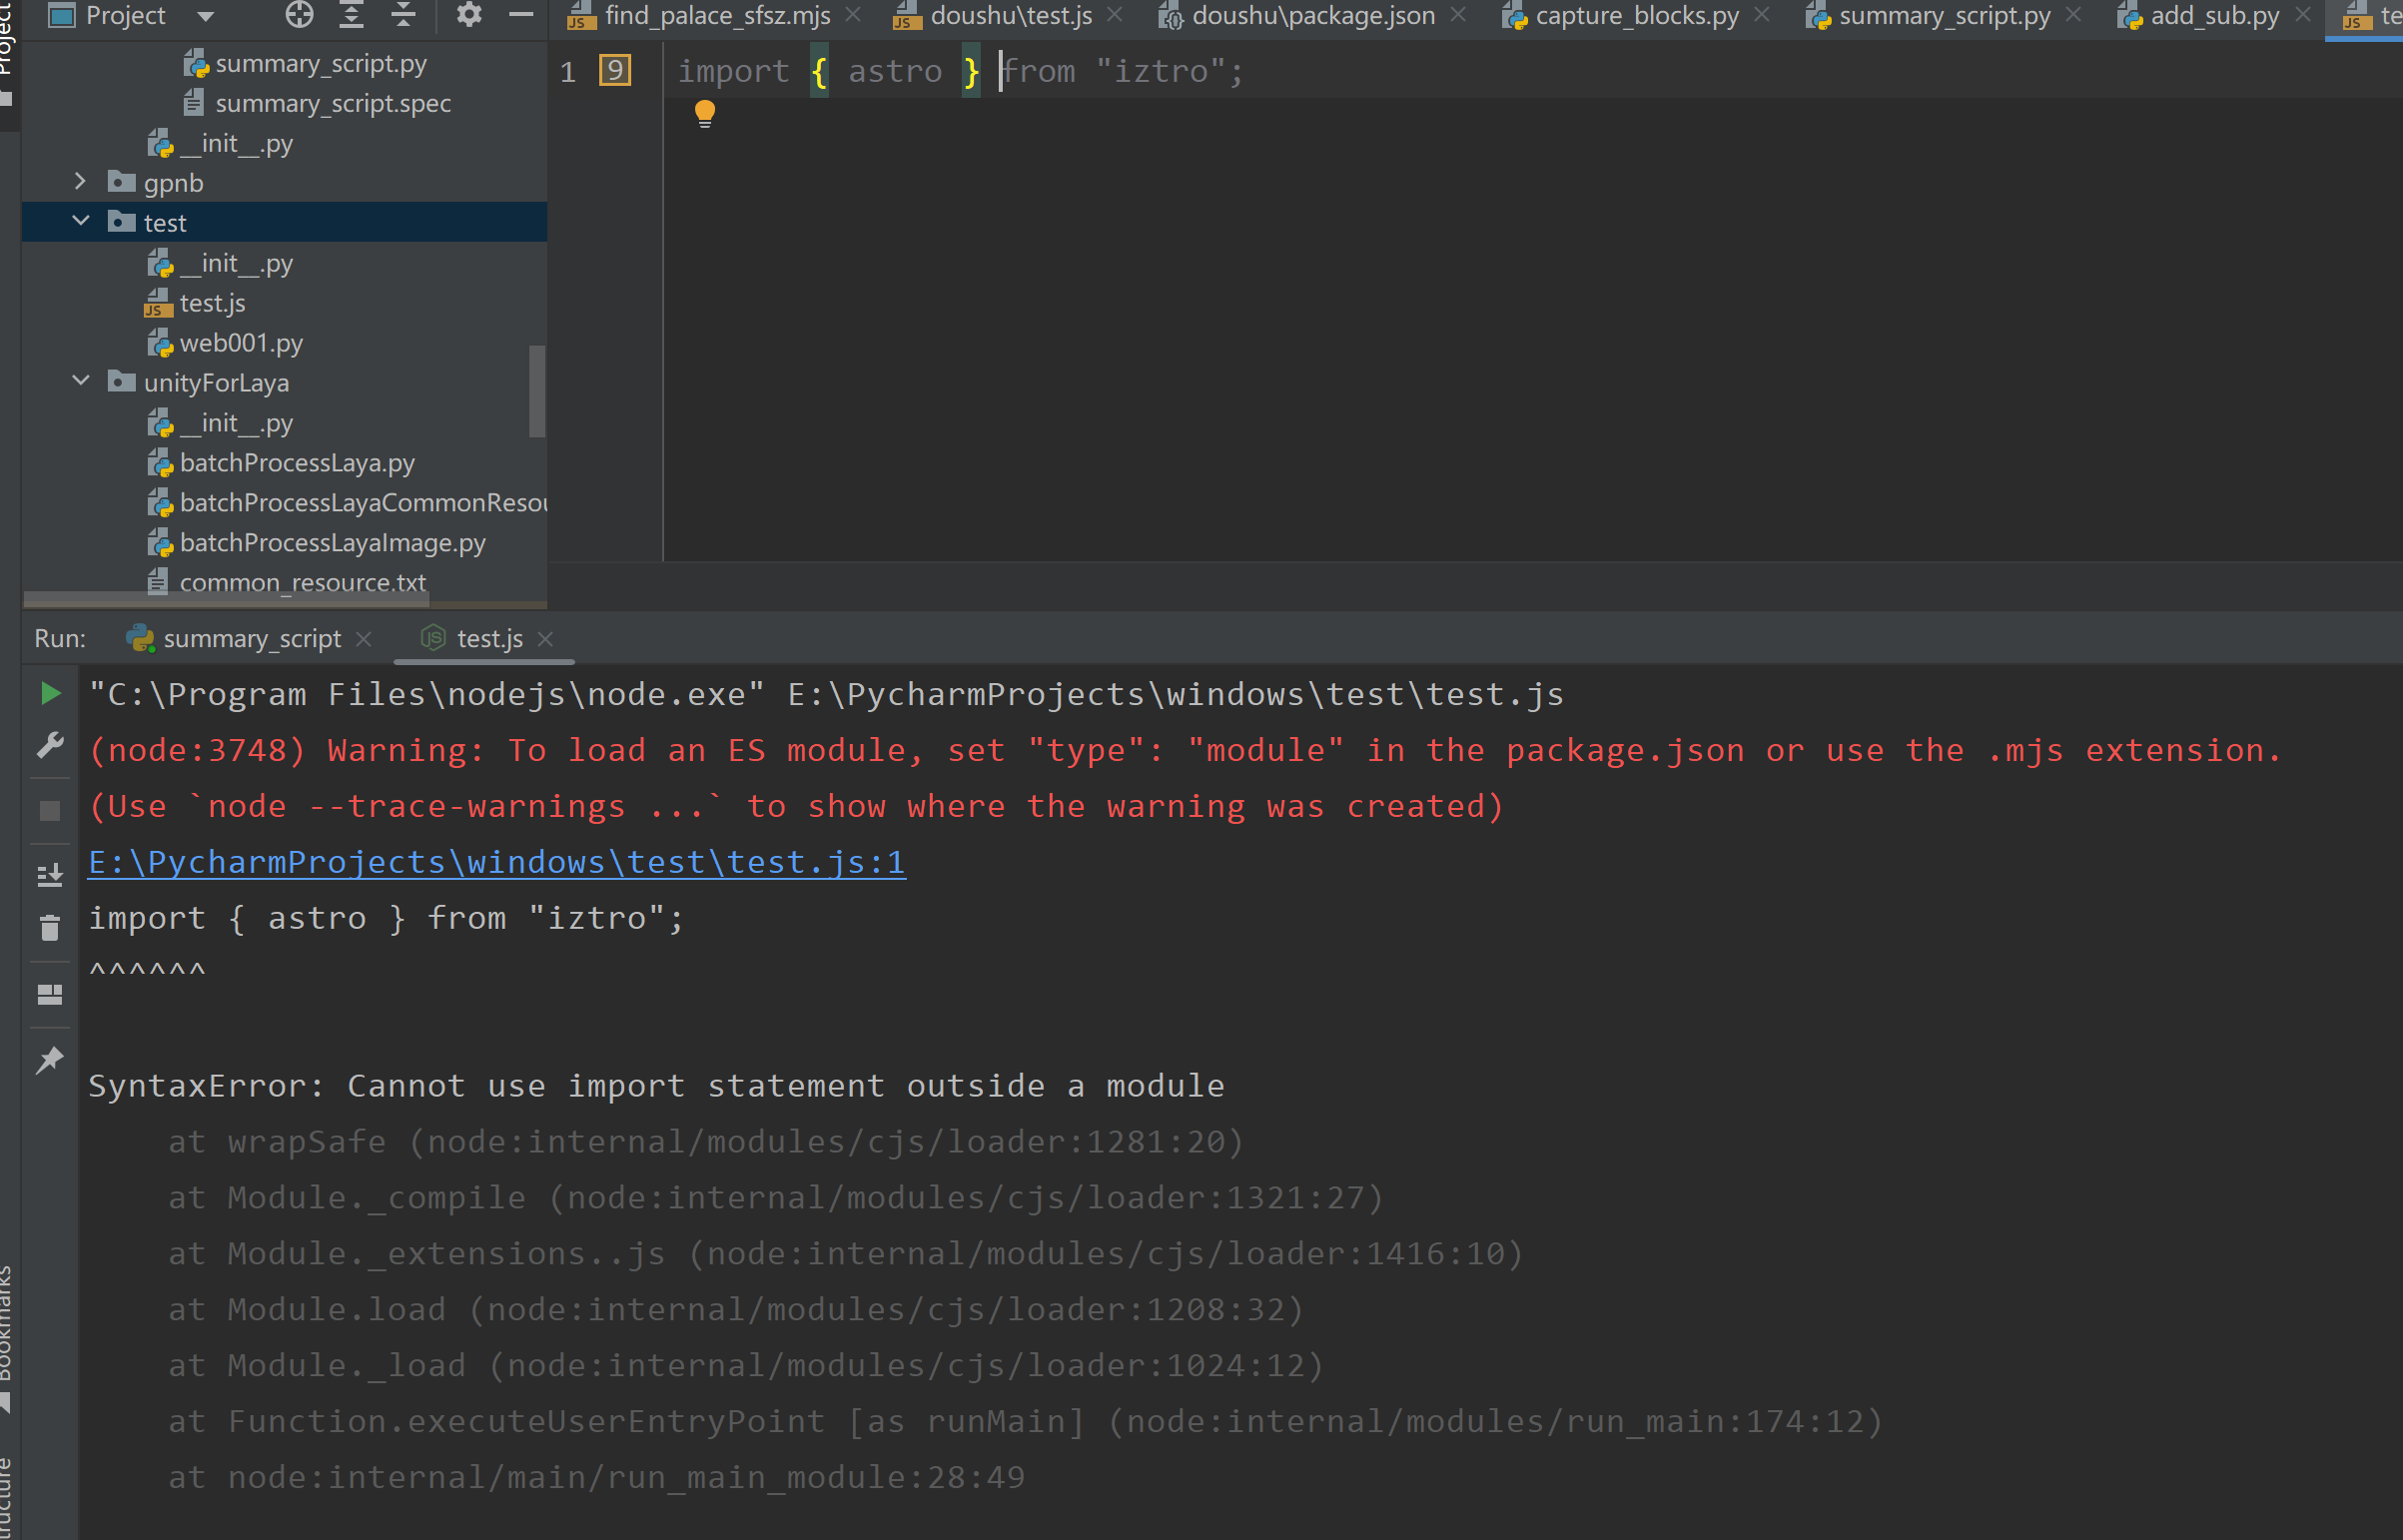 Project
find_palace_sfsz.mjs
doushu\test.js
doushu\package.json
capture_blocks.py
summary_script.py
add_sub.py
te
Project
summary_script.py
summary_script.spec
__init__.py
gpnb
test
__init__.py
test.js
web001.py
unityForLaya
__init__.py
batchProcessLaya.py
batchProcessLayaCommonResou
batchProcessLayaImage.py
common_resource.txt
1 9 import { astro } from "iztro";
Run: summary_script test.js
"C:\Program Files\nodejs\node.exe" E:\PycharmProjects\windows\test\test.js
(node:3748) Warning: To load an ES module, set "type": "module" in the package.json or use the .mjs extension.
(Use `node --trace-warnings ...` to show where the warning was created)
E:\PycharmProjects\windows\test\test.js:1
import { astro } from "iztro";
^^^^^^
SyntaxError: Cannot use import statement outside a module
at wrapSafe (node:internal/modules/cjs/loader:1281:20)
at Module._compile (node:internal/modules/cjs/loader:1321:27)
at Module._extensions..js (node:internal/modules/cjs/loader:1416:10)
at Module.load (node:internal/modules/cjs/loader:1208:32)
at Module._load (node:internal/modules/cjs/loader:1024:12)
at Function.executeUserEntryPoint [as runMain] (node:internal/modules/run_main:174:12)
at node:internal/main/run_main_module:28:49
Bookmarks
ructure